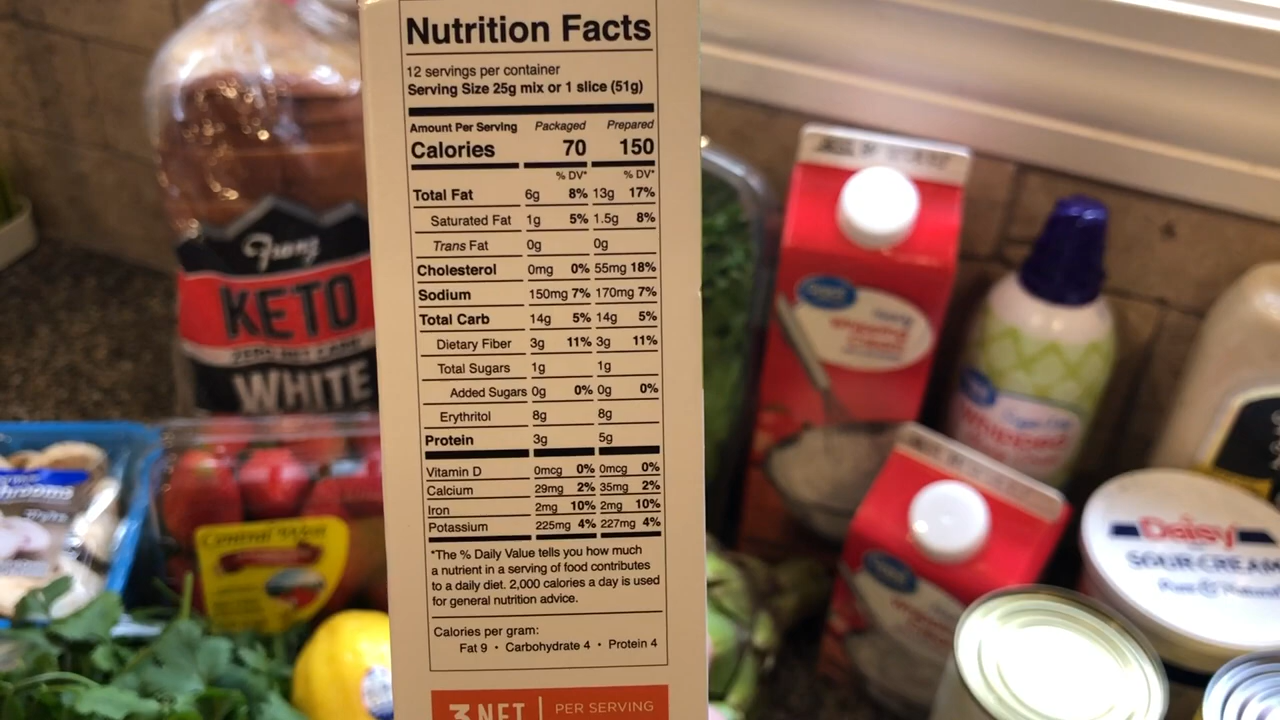 Nutrition Facts
12 servings per container
Serving Size 25g mix or 1 slice (51g)
Amount Per Serving Packaged Prepared
Calories 70 150
% DV* % DV*
Total Fat 6g 8% 13g 17%
Saturated Fat 1g 5% 1.5g 8%
Trans Fat 0g 0g
Cholesterol 0mg 0% 55mg 18%
Sodium 150mg 7% 170mg 7%
Total Carb 14g 5% 14g 5%
Dietary Fiber 3g 11% 3g 11%
Total Sugars 1g 1g
Added Sugars 0g 0% 0g 0%
Erythritol 8g 8g
Protein 3g 5g
Vitamin D 0mcg 0% 0mcg 0%
Calcium 29mg 2% 35mg 2%
Iron 2mg 10% 2mg 10%
Potassium 225mg 4% 227mg 4%
*The % Daily Value tells you how much
a nutrient in a serving of food contributes
to a daily diet. 2,000 calories a day is used
for general nutrition advice.
Calories per gram:
Fat 9 • Carbohydrate 4 • Protein 4
3 NET PER SERVING
Franz
KETO
WHITE
Whipped
Daisy
SOUR CREAM